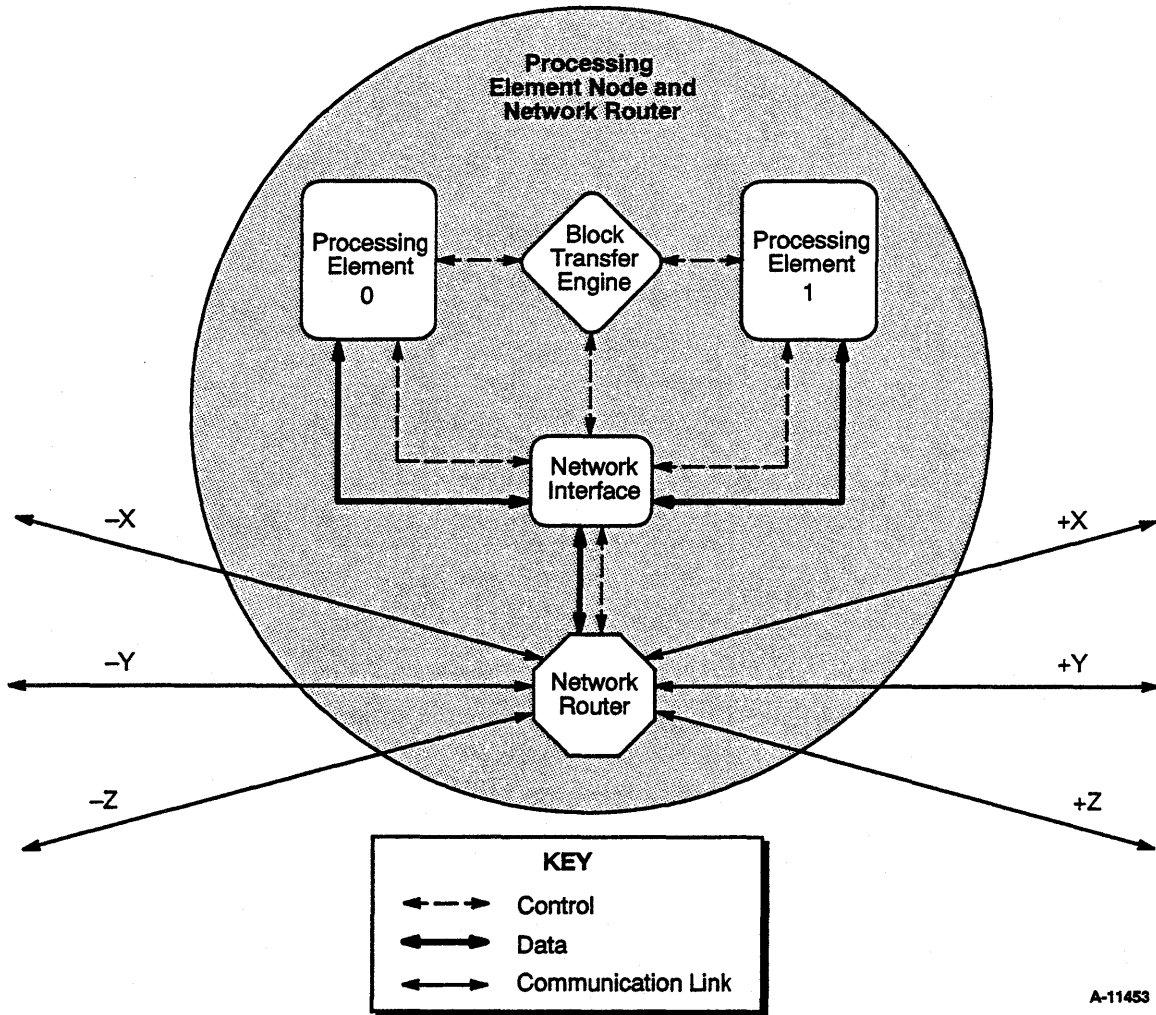 Processing
Element Node and
Network Router
Processing
Element
0
Block
Transfer
Engine
Processing
Element
1
Network
Interface
–X
+X
–Y
Network
Router
+Y
–Z
+Z
KEY
Control
Data
Communication Link
A-11453